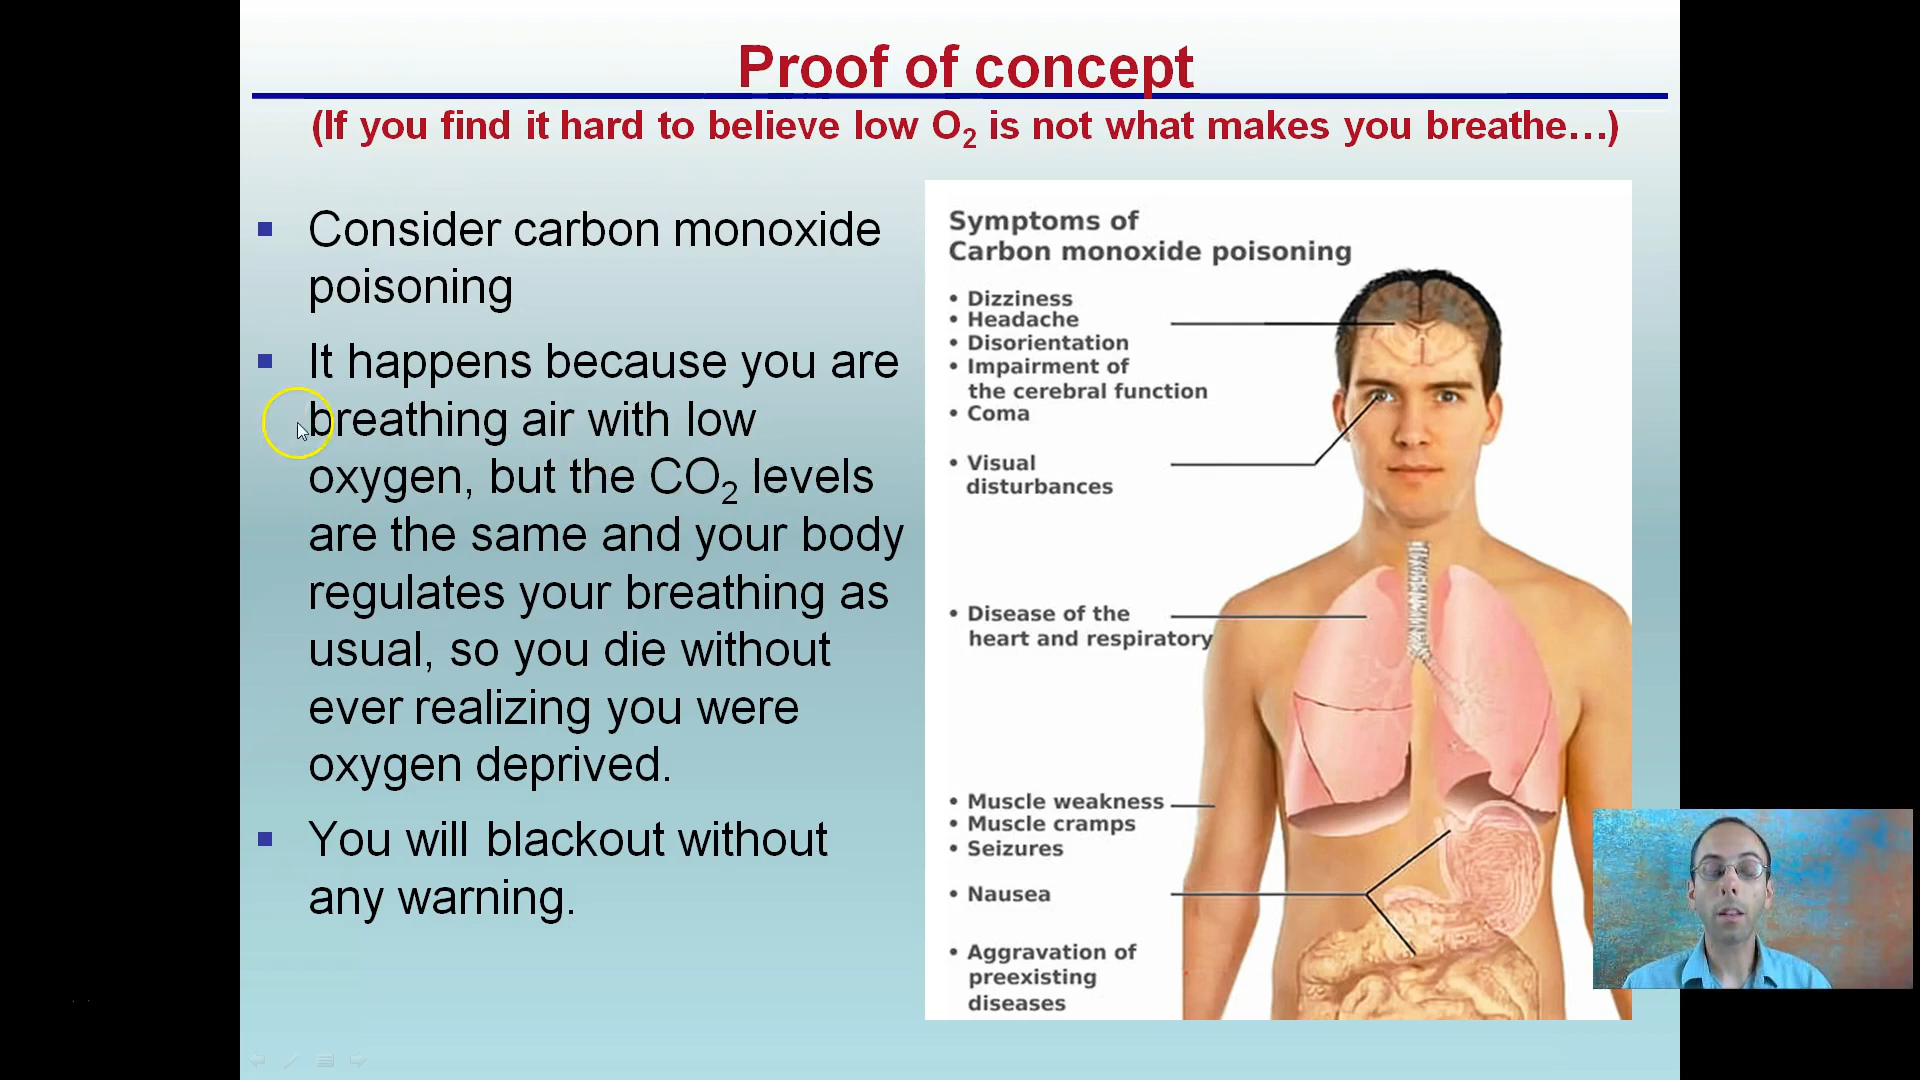 Proof of concept
(If you find it hard to believe low O₂ is not what makes you breathe…)
Consider carbon monoxide
poisoning
It happens because you are
breathing air with low
oxygen, but the CO₂ levels
are the same and your body
regulates your breathing as
usual, so you die without
ever realizing you were
oxygen deprived.
You will blackout without
any warning.
Symptoms of
Carbon monoxide poisoning
• Dizziness
• Headache
• Disorientation
• Impairment of
the cerebral function
• Coma
• Visual
disturbances
• Disease of the
heart and respiratory
• Muscle weakness
• Muscle cramps
• Seizures
• Nausea
• Aggravation of
preexisting
diseases